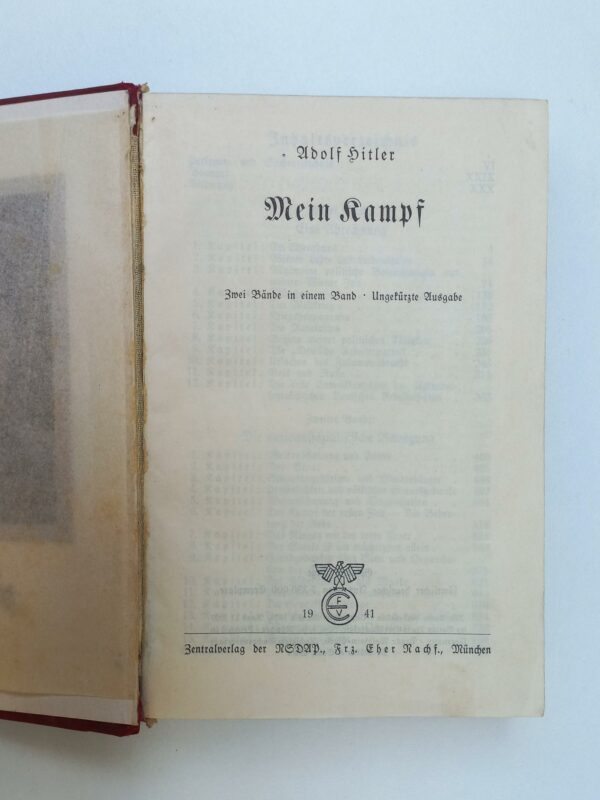 Adolf Hitler
Mein Kampf
Zwei Bände in einem Band · Ungekürzte Ausgabe
FEV
19 41
Zentralverlag der NSDAP., Frz. Eher Nachf., München